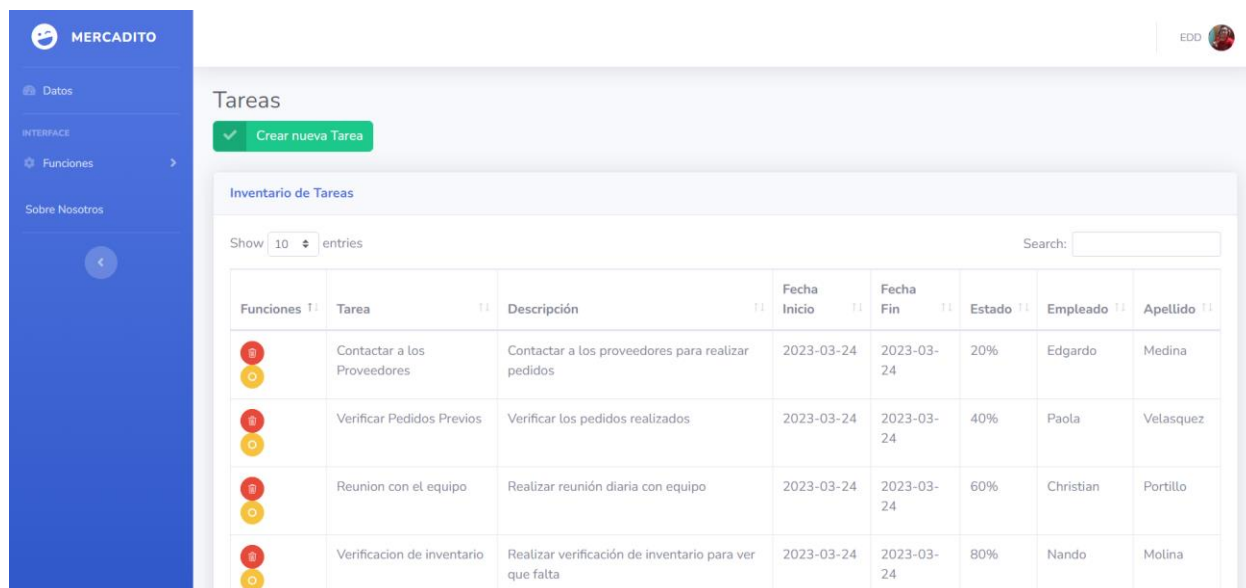 MERCADITO
EDD
Datos
INTERFACE
Funciones
Sobre Nosotros
Tareas
Crear nueva Tarea
Inventario de Tareas
Show 10 entries
Search:
Funciones Tarea Descripción Fecha Inicio Fecha Fin Estado Empleado Apellido
Contactar a los Proveedores Contactar a los proveedores para realizar pedidos 2023-03-24 2023-03-24 20% Edgardo Medina
Verificar Pedidos Previos Verificar los pedidos realizados 2023-03-24 2023-03-24 40% Paola Velasquez
Reunion con el equipo Realizar reunión diaria con equipo 2023-03-24 2023-03-24 60% Christian Portillo
Verificacion de inventario Realizar verificación de inventario para ver que falta 2023-03-24 2023-03-24 80% Nando Molina